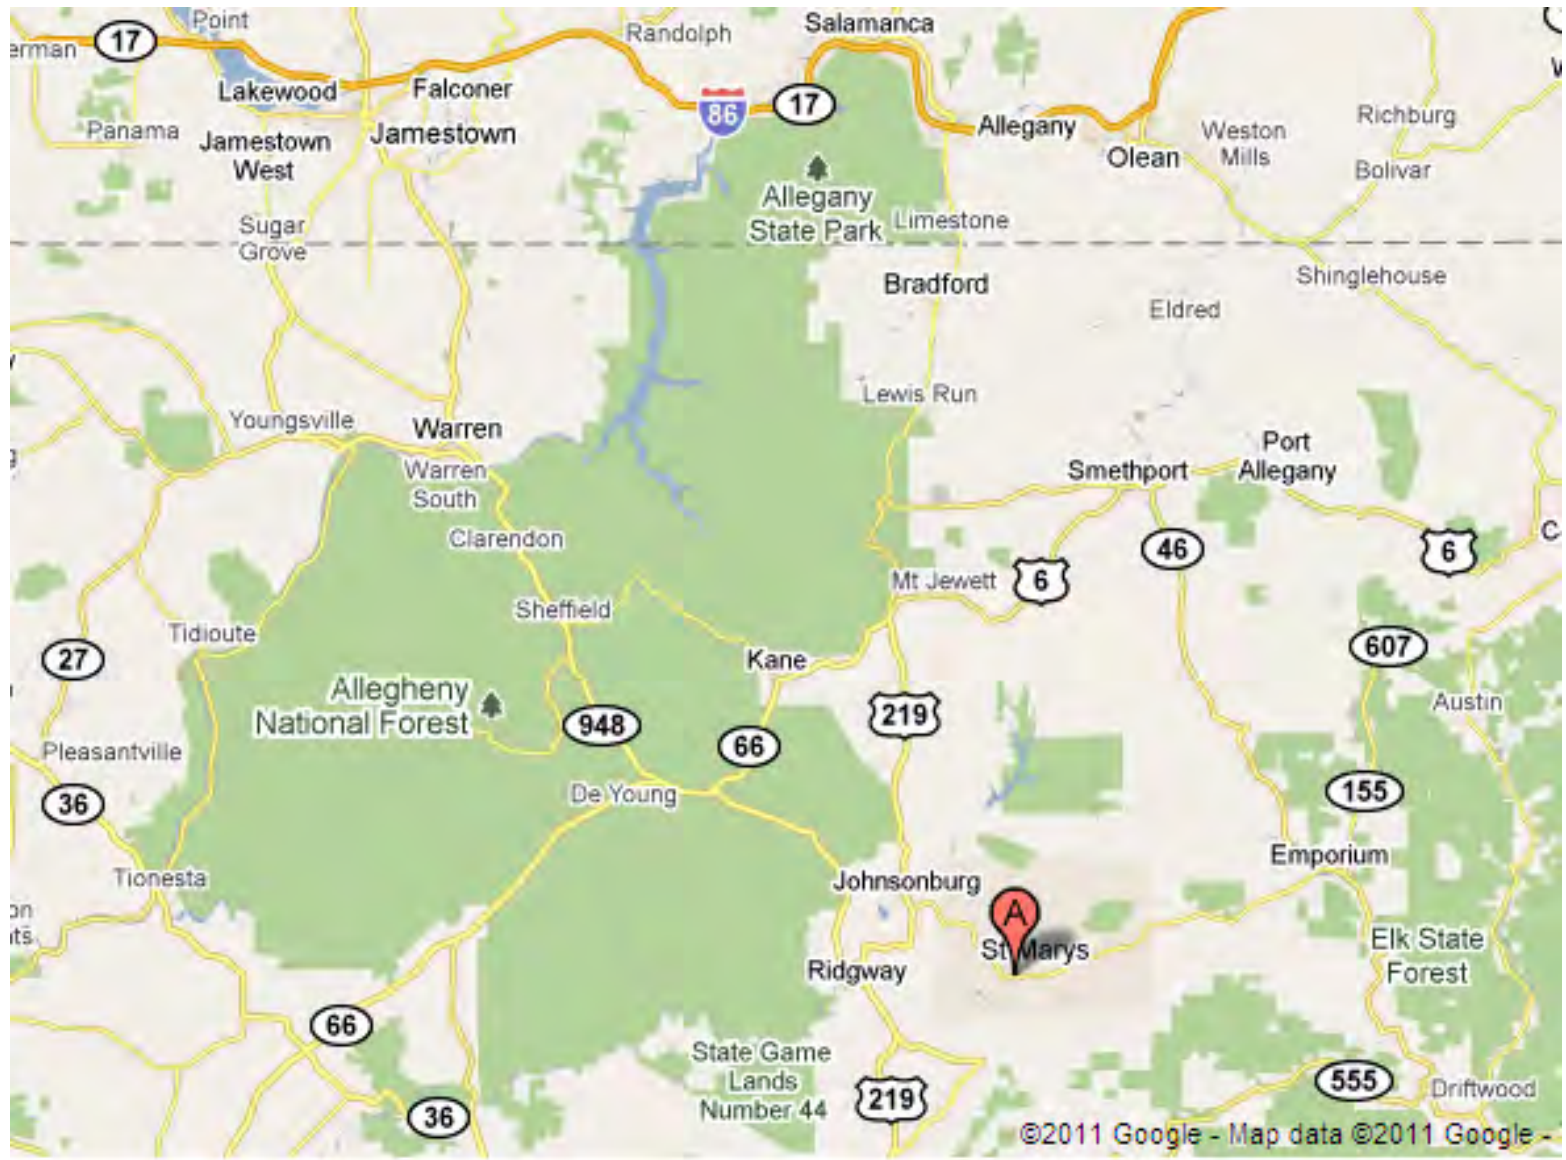 Point
Salamanca
Randolph
erman
17
Lakewood
Falconer
86
17
Panama
Jamestown
West
Jamestown
Allegany
Olean
Weston
Mills
Richburg
Bolivar
Allegany
State Park
Limestone
Sugar
Grove
Bradford
Shinglehouse
Eldred
Lewis Run
Youngsville
Warren
Warren
South
Smethport
Port
Allegany
Clarendon
46
6
6
Mt Jewett
Sheffield
Tidioute
27
Kane
607
Allegheny
National Forest
948
66
219
Austin
Pleasantville
36
De Young
155
Tionesta
Johnsonburg
Emporium
A
St Marys
Ridgway
Elk State
Forest
66
State Game
Lands
Number 44
219
36
555
Driftwood
©2011 Google - Map data ©2011 Google -